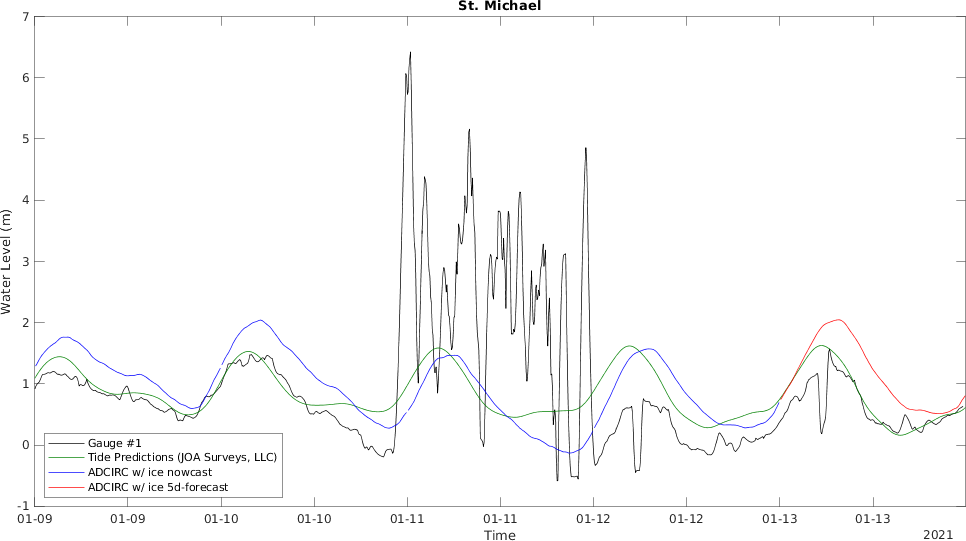 St. Michael
7
6
5
4
3
2
1
0
-1
Water Level (m)
Gauge #1
Tide Predictions (JOA Surveys, LLC)
ADCIRC w/ ice nowcast
ADCIRC w/ ice 5d-forecast
01-09 01-09 01-10 01-10 01-11 01-11 01-12 01-12 01-13 01-13
Time
2021